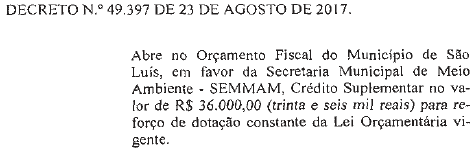 DECRETO N.º 49.397 DE 23 DE AGOSTO DE 2017.
Abre no Orçamento Fiscal do Município de São
Luís, em favor da Secretaria Municipal de Meio
Ambiente - SEMMAM, Crédito Suplementar no va-
lor de R$ 36.000,00 (trinta e seis mil reais) para re-
forço de dotação constante da Lei Orçamentária vi-
gente.